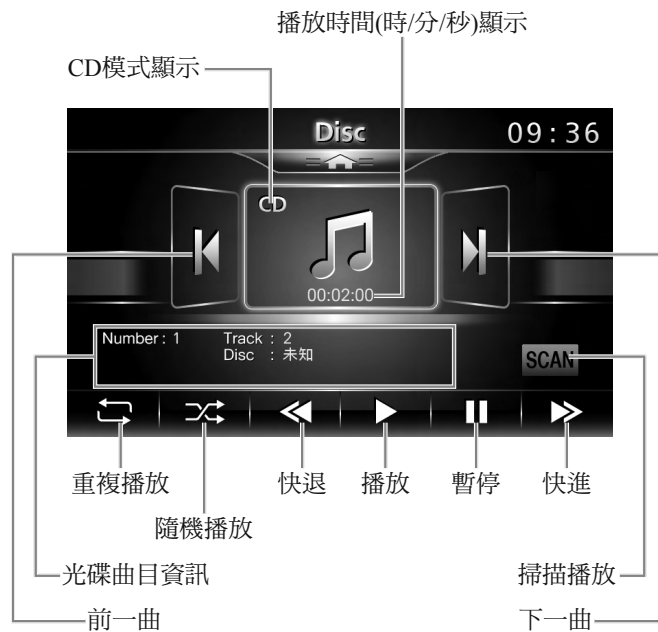 播放時間(時/分/秒)顯示
CD模式顯示
Disc 09:36
CD
00:02:00
Number : 1 Track : 2
Disc : 未知
SCAN
重複播放 快退 播放 暫停 快進
隨機播放
光碟曲目資訊 掃描播放
前一曲 下一曲